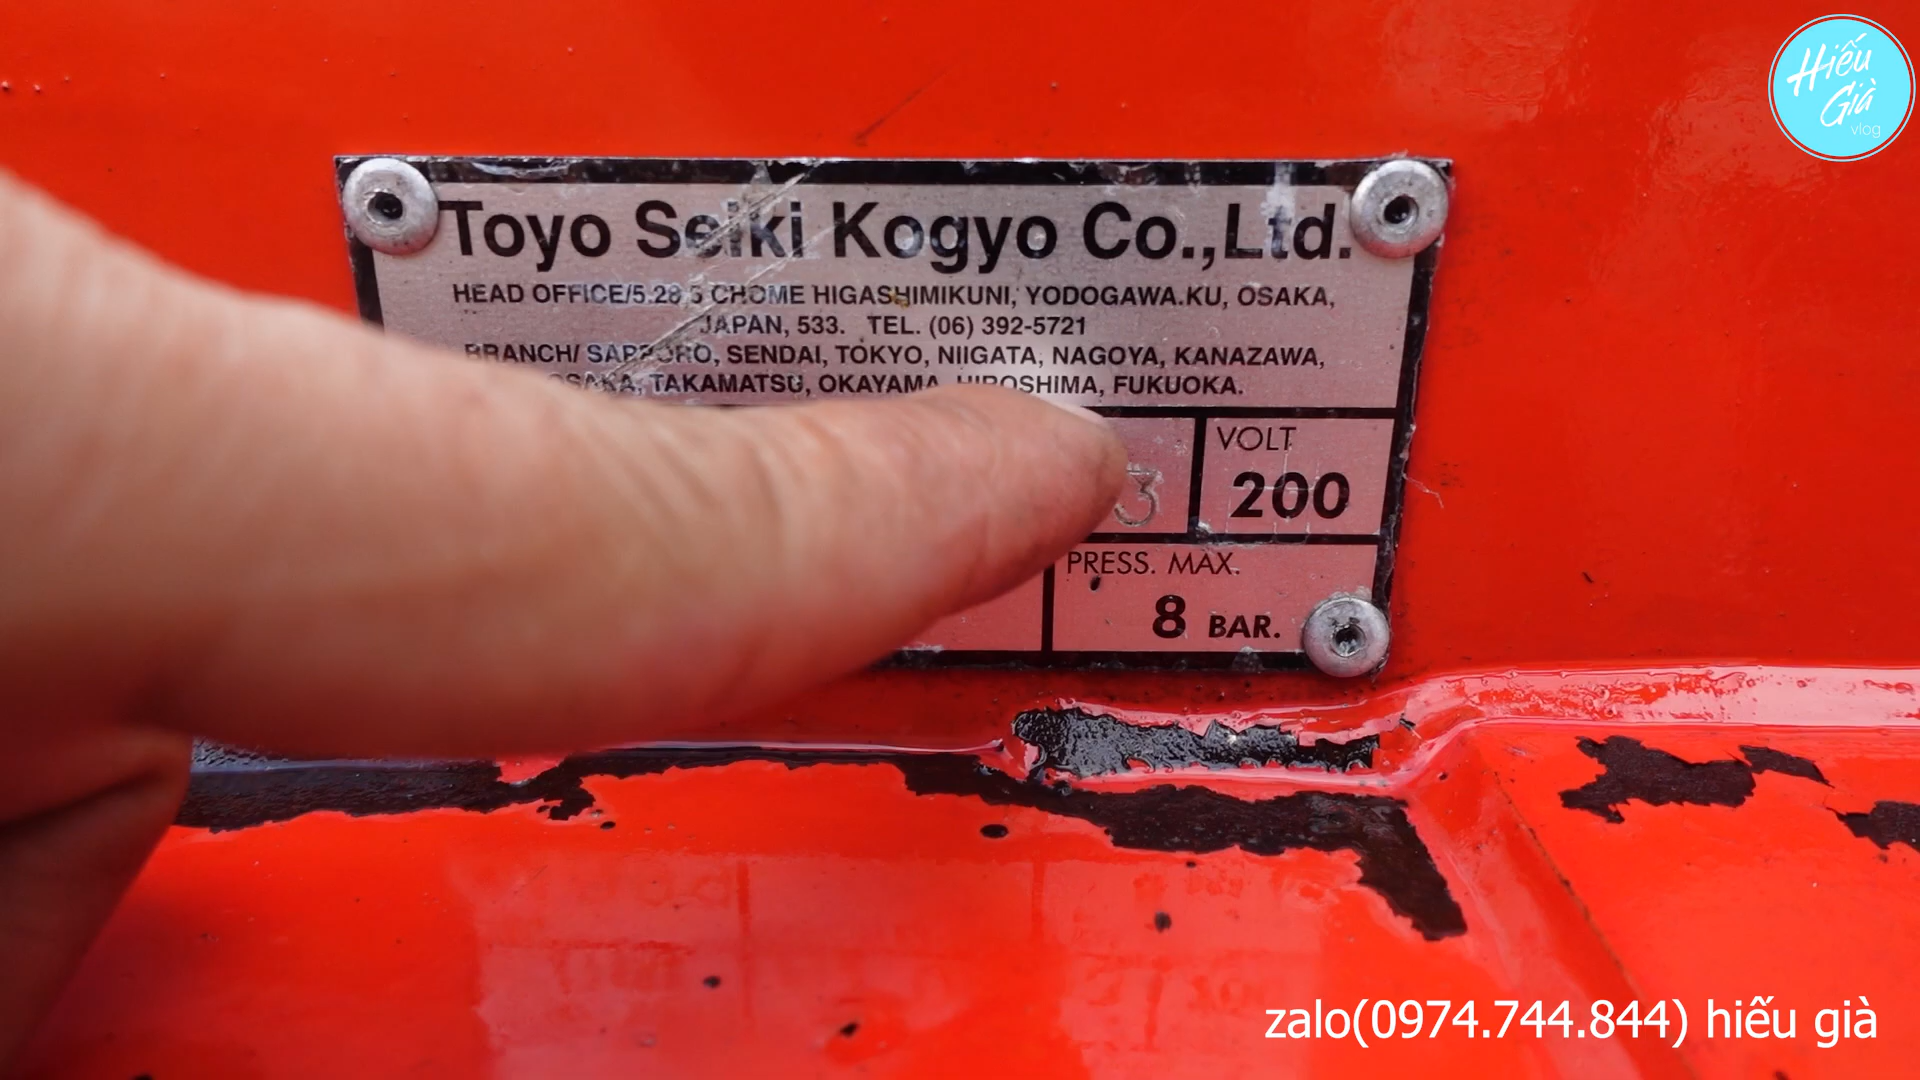 Hiếu
Già
vlog
Toyo Seiki Kogyo Co.,Ltd.
HEAD OFFICE/5.28,5 CHOME HIGASHIMIKUNI, YODOGAWA.KU, OSAKA,
JAPAN, 533. TEL. (06) 392-5721
BRANCH/ SAPPORO, SENDAI, TOKYO, NIIGATA, NAGOYA, KANAZAWA,
OSAKA, TAKAMATSU, OKAYAMA, HIROSHIMA, FUKUOKA.
3
VOLT
200
PRESS. MAX.
8 BAR.
zalo(0974.744.844) hiếu già